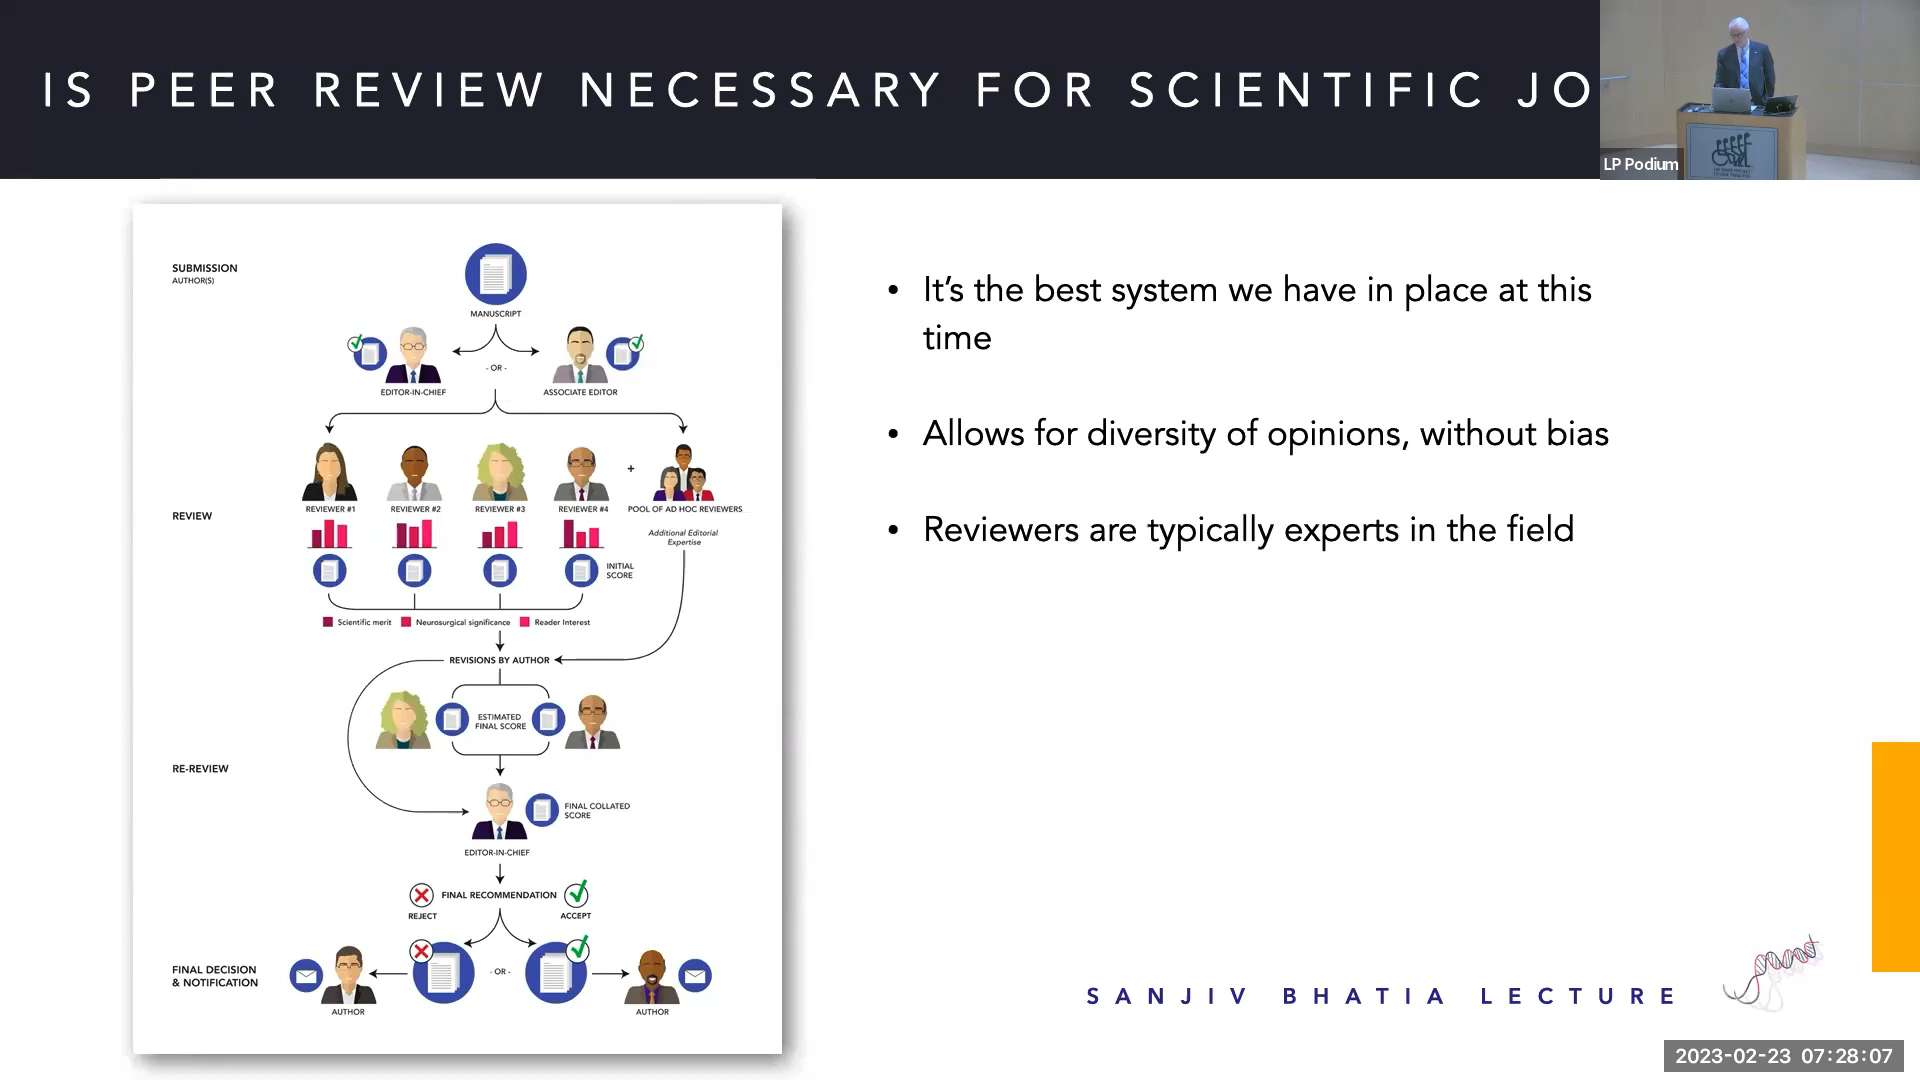 IS PEER REVIEW NECESSARY FOR SCIENTIFIC JO
LP Podium
SUBMISSION
AUTHOR(S)
MANUSCRIPT
- OR -
EDITOR-IN-CHIEF
ASSOCIATE EDITOR
REVIEW
REVIEWER #1
REVIEWER #2
REVIEWER #3
REVIEWER #4
+
POOL OF AD HOC REVIEWERS
Additional Editorial
Expertise
INITIAL
SCORE
Scientific merit
Neurosurgical significance
Reader Interest
REVISIONS BY AUTHOR
ESTIMATED
FINAL SCORE
RE-REVIEW
FINAL COLLATED
SCORE
EDITOR-IN-CHIEF
FINAL RECOMMENDATION
REJECT
ACCEPT
FINAL DECISION
& NOTIFICATION
- OR -
AUTHOR
AUTHOR
• It's the best system we have in place at this
time
• Allows for diversity of opinions, without bias
• Reviewers are typically experts in the field
SANJIV BHATIA LECTURE
2023-02-23 07:28:07